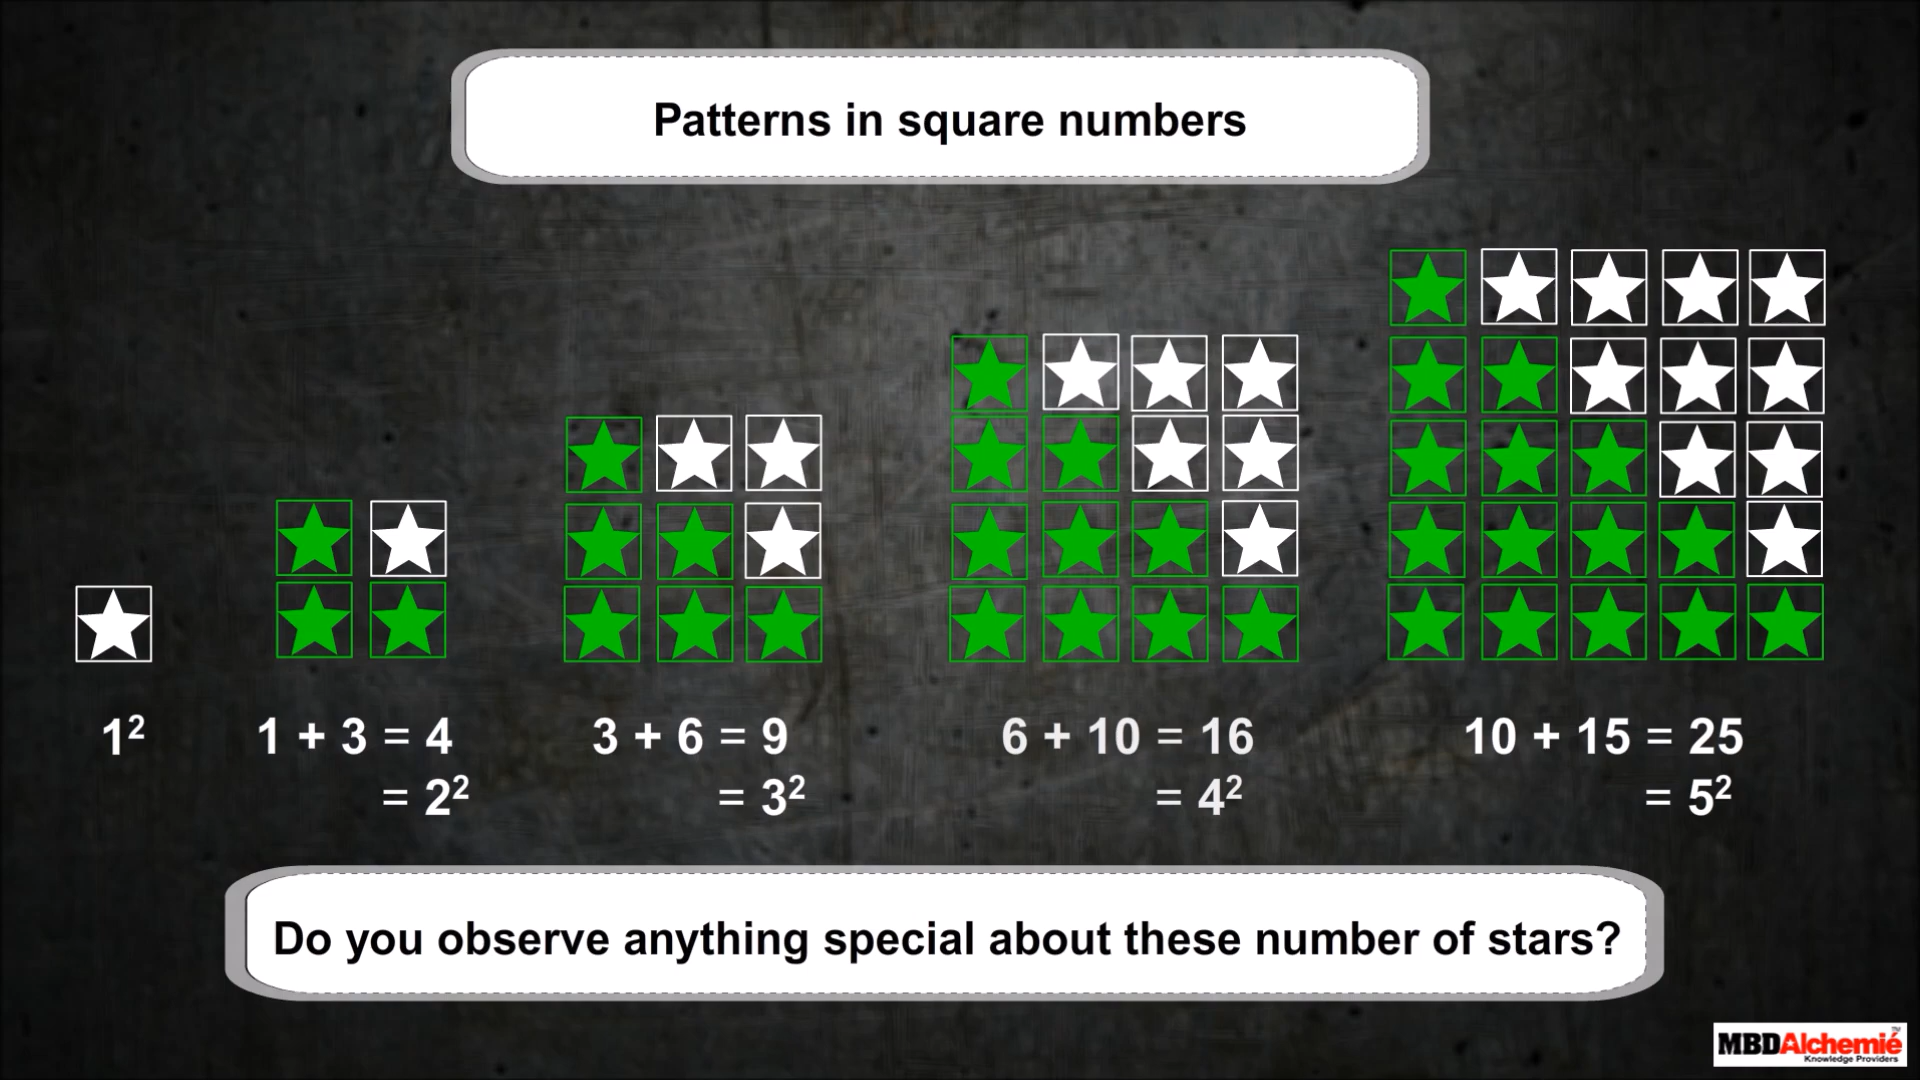 Patterns in square numbers
1²
1 + 3 = 4
= 2²
3 + 6 = 9
= 3²
6 + 10 = 16
= 4²
10 + 15 = 25
= 5²
Do you observe anything special about these number of stars?
MBDAlchemié™
Knowledge Providers